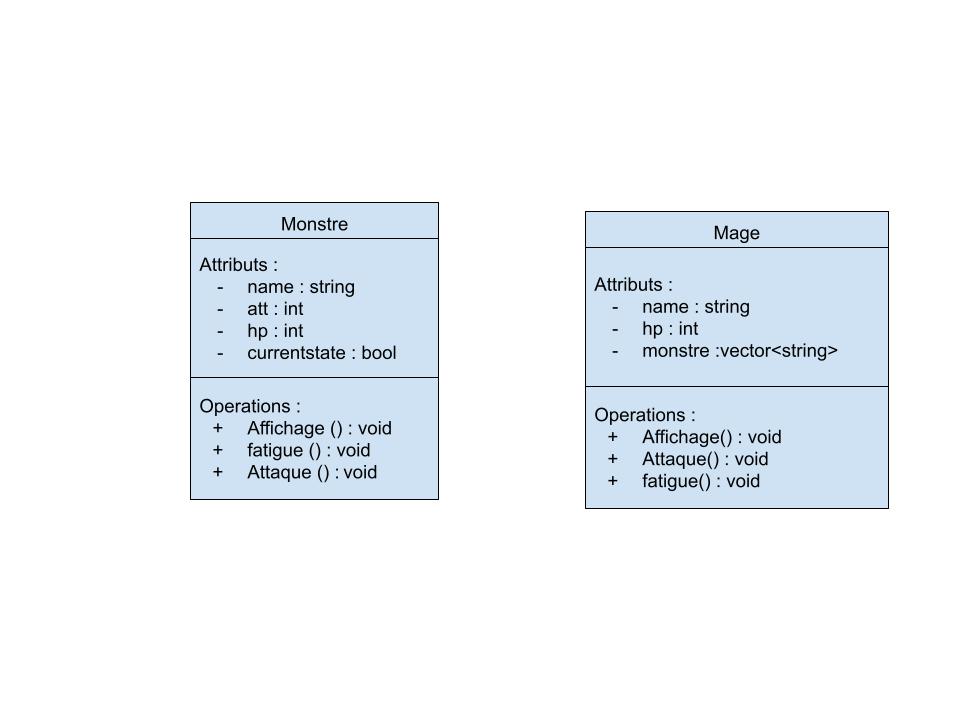 Monstre
Attributs :
- name : string
- att : int
- hp : int
- currentstate : bool
Operations :
+ Affichage () : void
+ fatigue () : void
+ Attaque () : void
Mage
Attributs :
- name : string
- hp : int
- monstre :vector<string>
Operations :
+ Affichage() : void
+ Attaque() : void
+ fatigue() : void